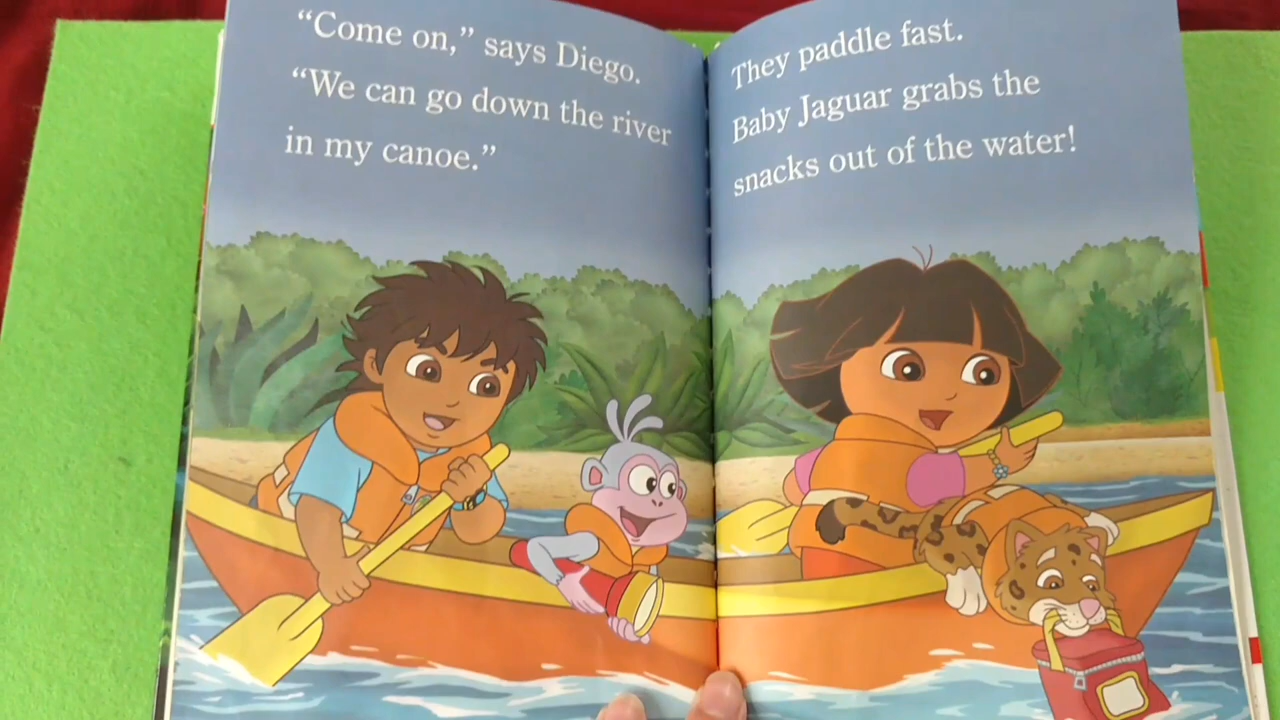 “Come on,” says Diego.
“We can go down the river
in my canoe.”
They paddle fast.
Baby Jaguar grabs the
snacks out of the water!